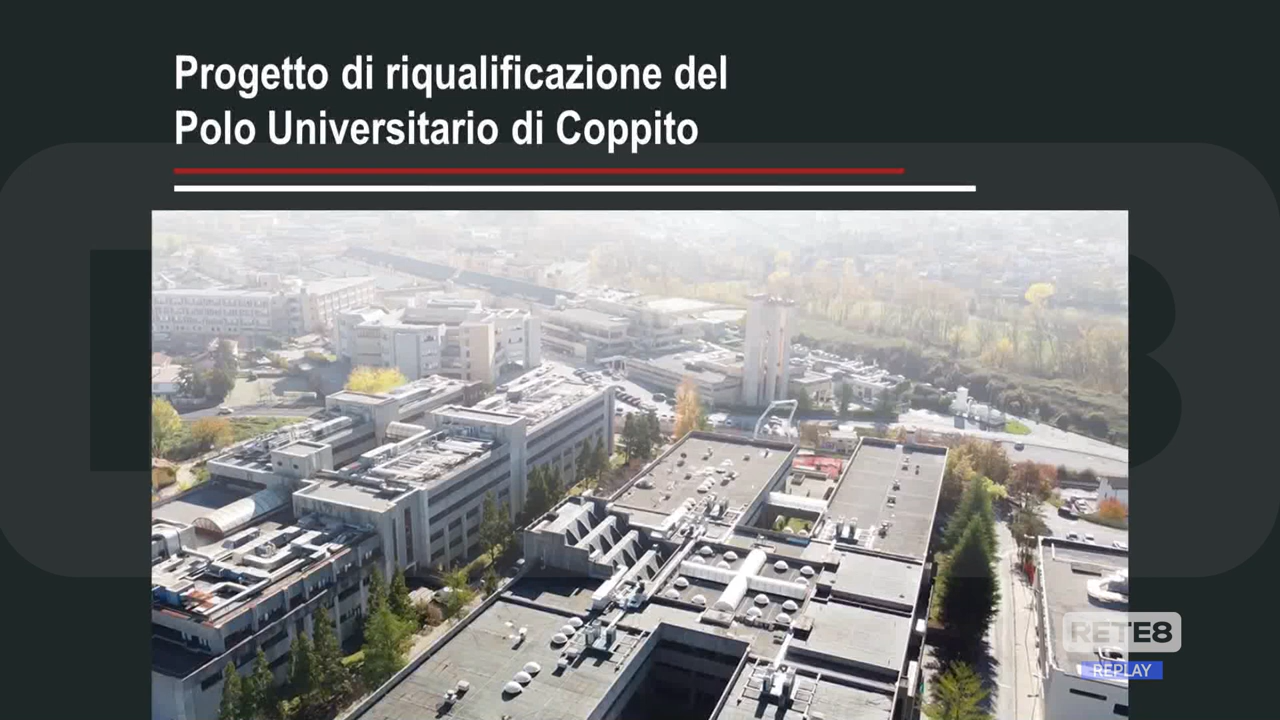 Progetto di riqualificazione del
Polo Universitario di Coppito
RETE8
REPLAY